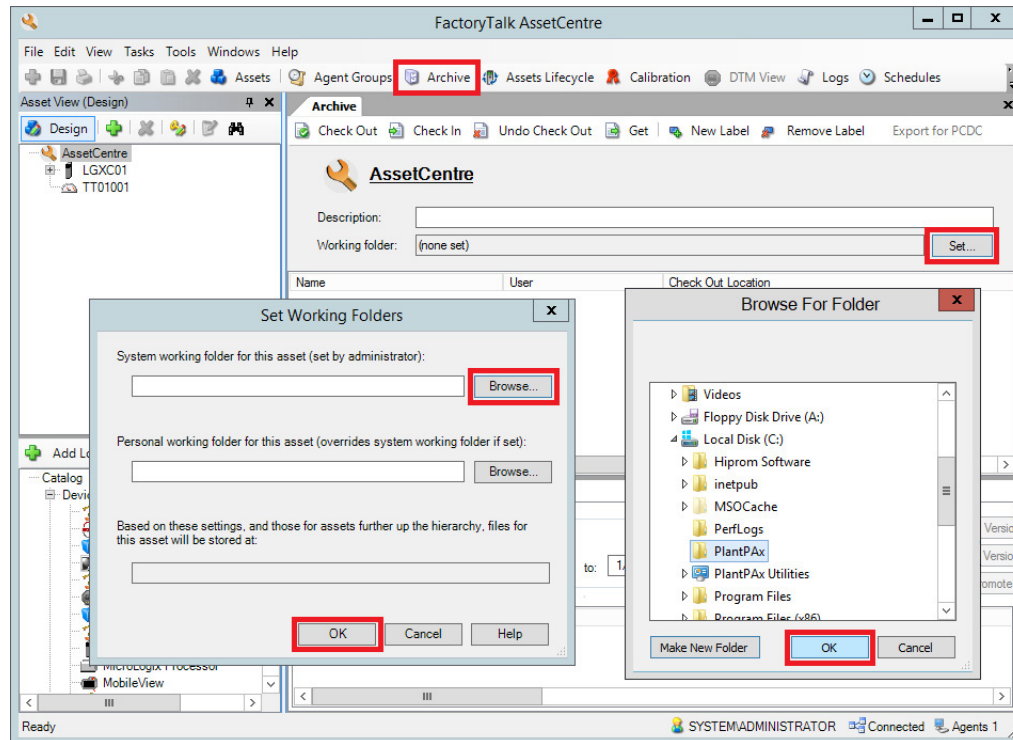 FactoryTalk AssetCentre
File Edit View Tasks Tools Windows Help
Assets Agent Groups Archive Assets Lifecycle Calibration DTM View Logs Schedules
Asset View (Design)
Archive
Design
Check Out Check In Undo Check Out Get New Label Remove Label Export for PCDC
AssetCentre
LGXC01
TT01001
AssetCentre
Description:
Working folder: (none set) Set...
Name User Check Out Location
Set Working Folders
System working folder for this asset (set by administrator):
Browse...
Personal working folder for this asset (overrides system working folder if set):
Browse...
Based on these settings, and those for assets further up the hierarchy, files for
this asset will be stored at:
OK Cancel Help
Browse For Folder
Videos
Floppy Disk Drive (A:)
Local Disk (C:)
Hiprom Software
inetpub
MSOCache
PerfLogs
PlantPAx
PlantPAx Utilities
Program Files
Program Files (x86)
Make New Folder OK Cancel
Add
Catalog
to:
MicroLogix Processor
MobileView
Ready
SYSTEM\ADMINISTRATOR Connected Agents 1